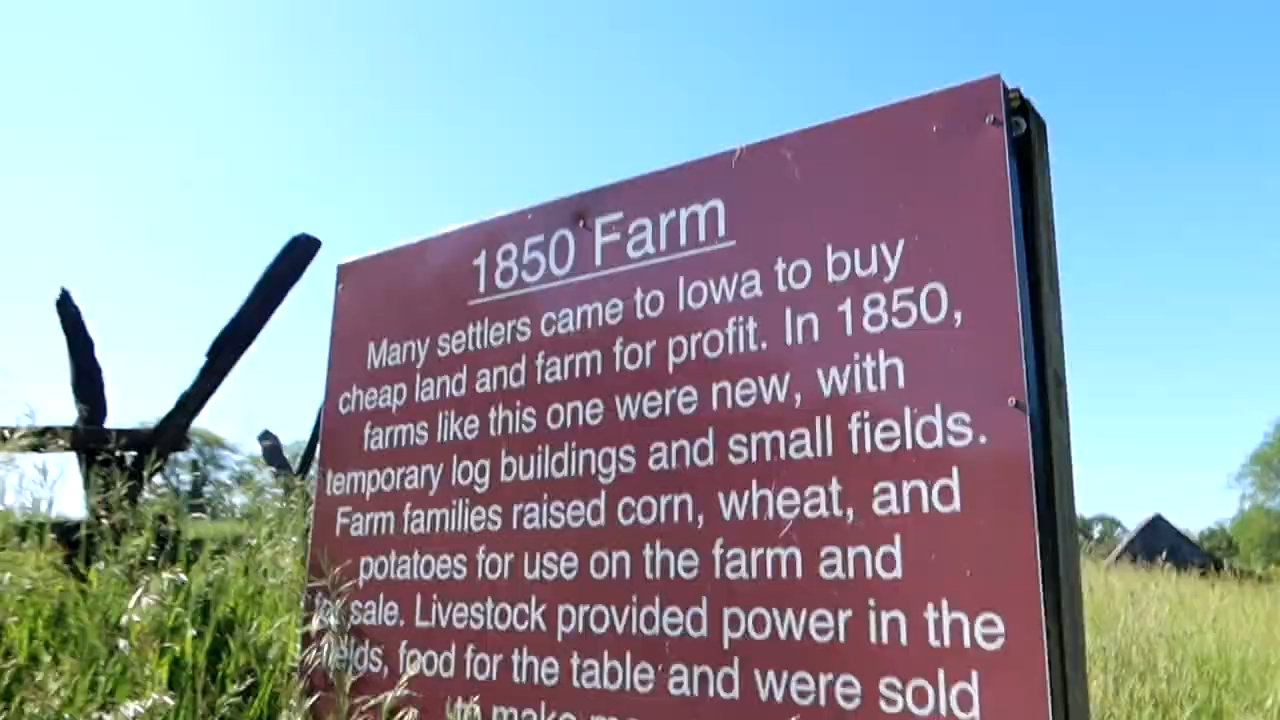 1850 Farm
Many settlers came to Iowa to buy
cheap land and farm for profit. In 1850,
farms like this one were new, with
temporary log buildings and small fields.
Farm families raised corn, wheat, and
potatoes for use on the farm and
for sale. Livestock provided power in the
fields, food for the table and were sold
to make